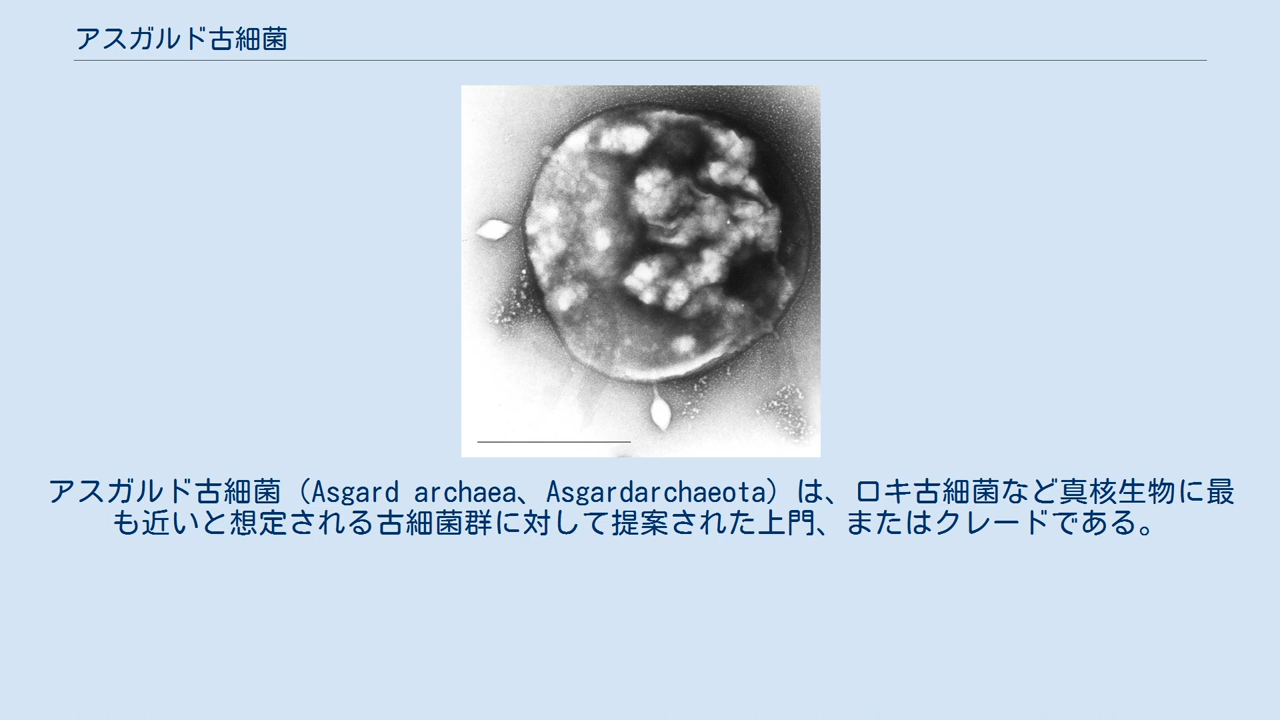 アスガルド古細菌
アスガルド古細菌（Asgard archaea、Asgardarchaeota）は、ロキ古細菌など真核生物に最
も近いと想定される古細菌群に対して提案された上門、またはクレードである。